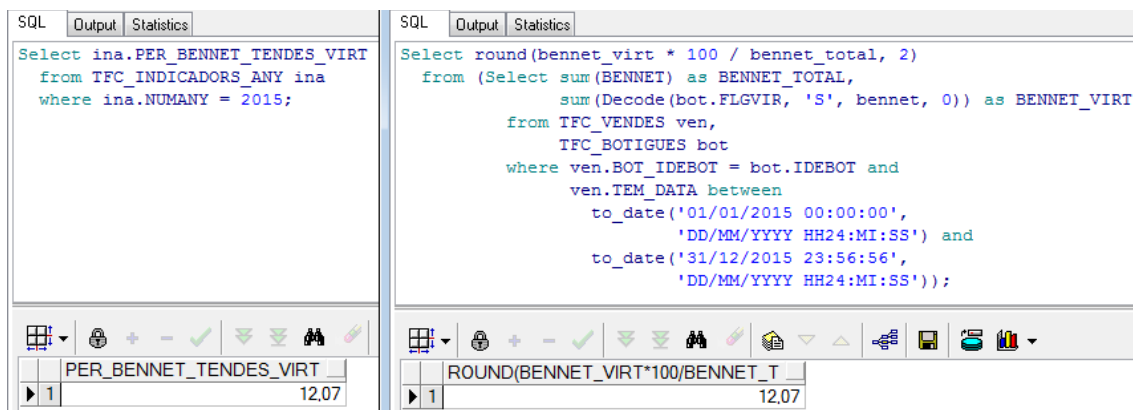 SQL Output Statistics
Select ina.PER_BENNET_TENDES_VIRT
from TFC_INDICADORS_ANY ina
where ina.NUMANY = 2015;
PER_BENNET_TENDES_VIRT
1 12,07
SQL Output Statistics
Select round(bennet_virt * 100 / bennet_total, 2)
from (Select sum(BENNET) as BENNET_TOTAL,
sum(Decode(bot.FLGVIR, 'S', bennet, 0)) as BENNET_VIRT
from TFC_VENDES ven,
TFC_BOTIGUES bot
where ven.BOT_IDEBOT = bot.IDEBOT and
ven.TEM_DATA between
to_date('01/01/2015 00:00:00',
'DD/MM/YYYY HH24:MI:SS') and
to_date('31/12/2015 23:56:56',
'DD/MM/YYYY HH24:MI:SS'));
ROUND(BENNET_VIRT*100/BENNET_T
1 12,07